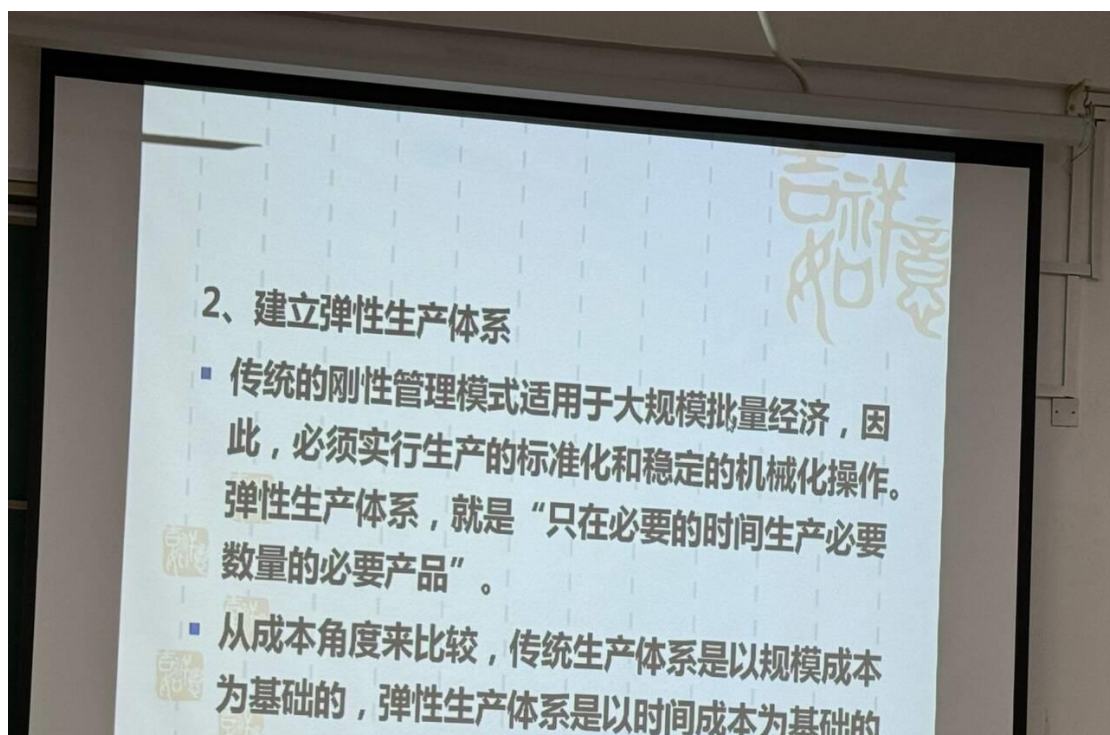 2、建立弹性生产体系
传统的刚性管理模式适用于大规模批量经济，因
此，必须实行生产的标准化和稳定的机械化操作。
弹性生产体系，就是“只在必要的时间生产必要
数量的必要产品”。
从成本角度来比较，传统生产体系是以规模成本
为基础的，弹性生产体系是以时间成本为基础的